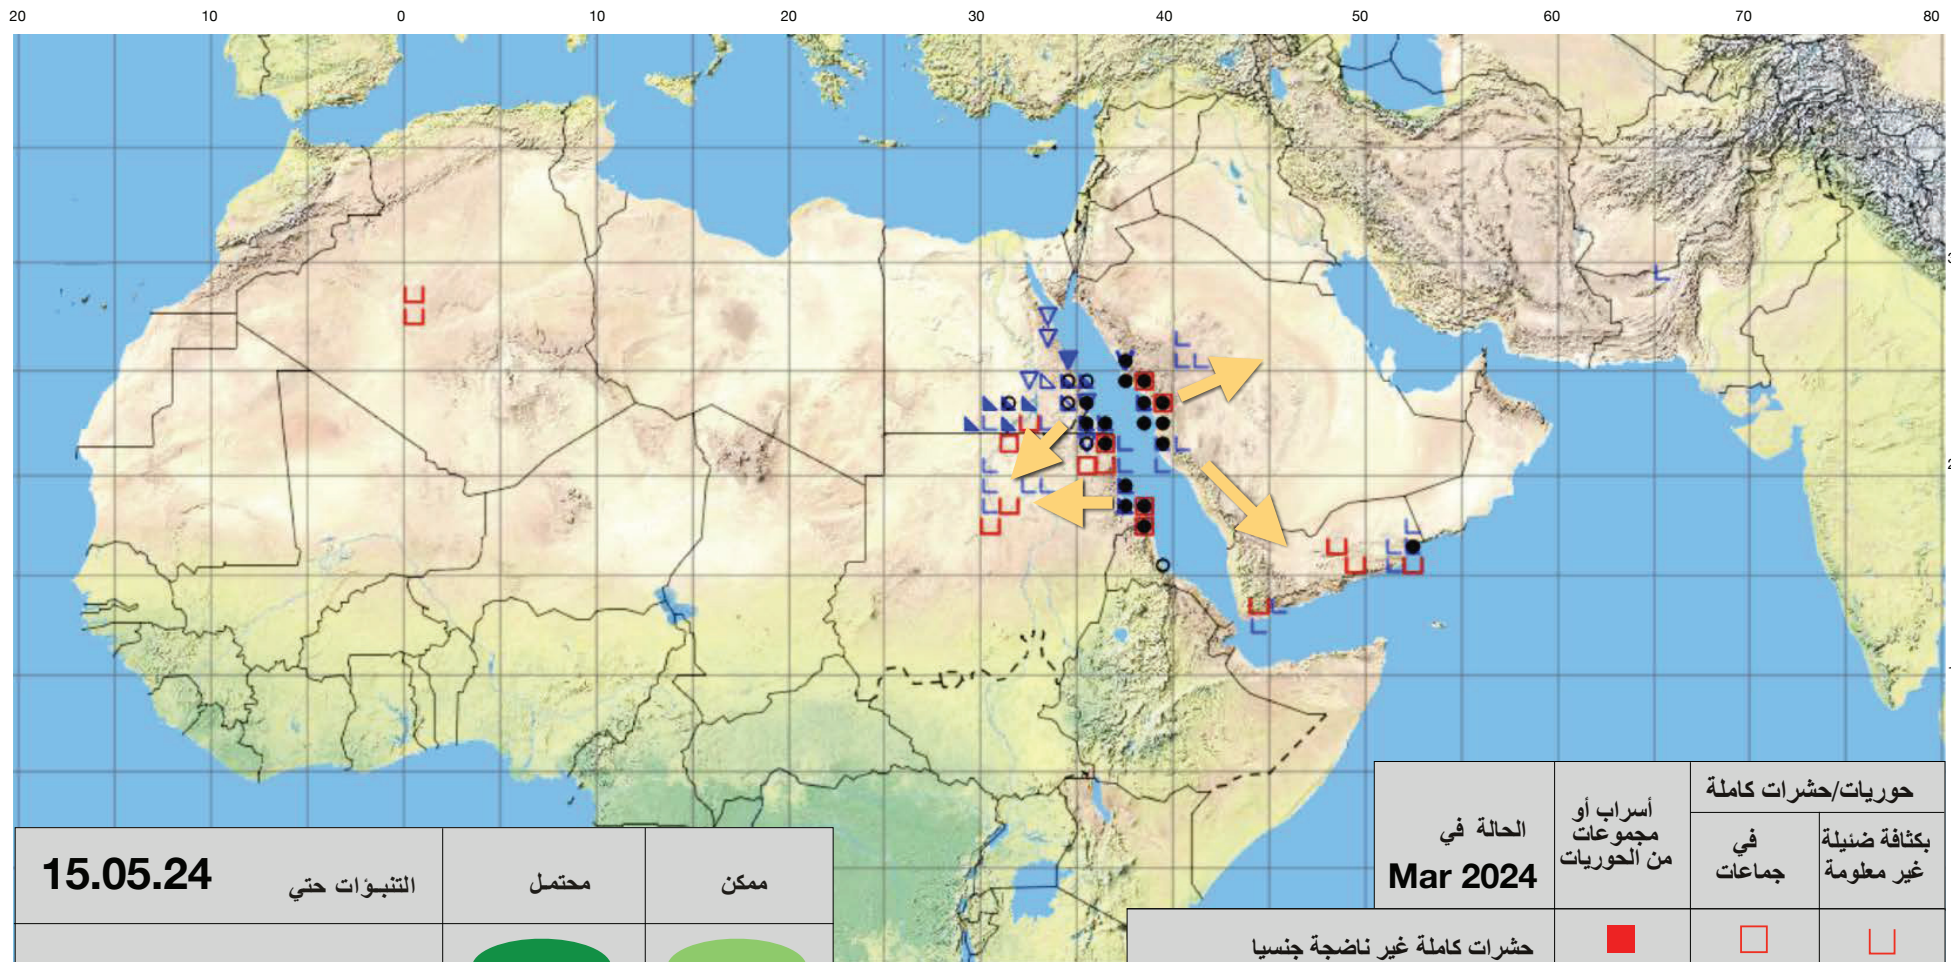 20 10 0 10 20 30 40 50 60 70 80
حوريات/حشرات كاملة
أسراب أو
مجموعات
من الحوريات
الحالة في
Mar 2024
في
جماعات
بكثافة ضئيلة
غير معلومة
حشرات كاملة غير ناضجة جنسيا
15.05.24
التنبـؤات حتي
محتمـل
ممكن